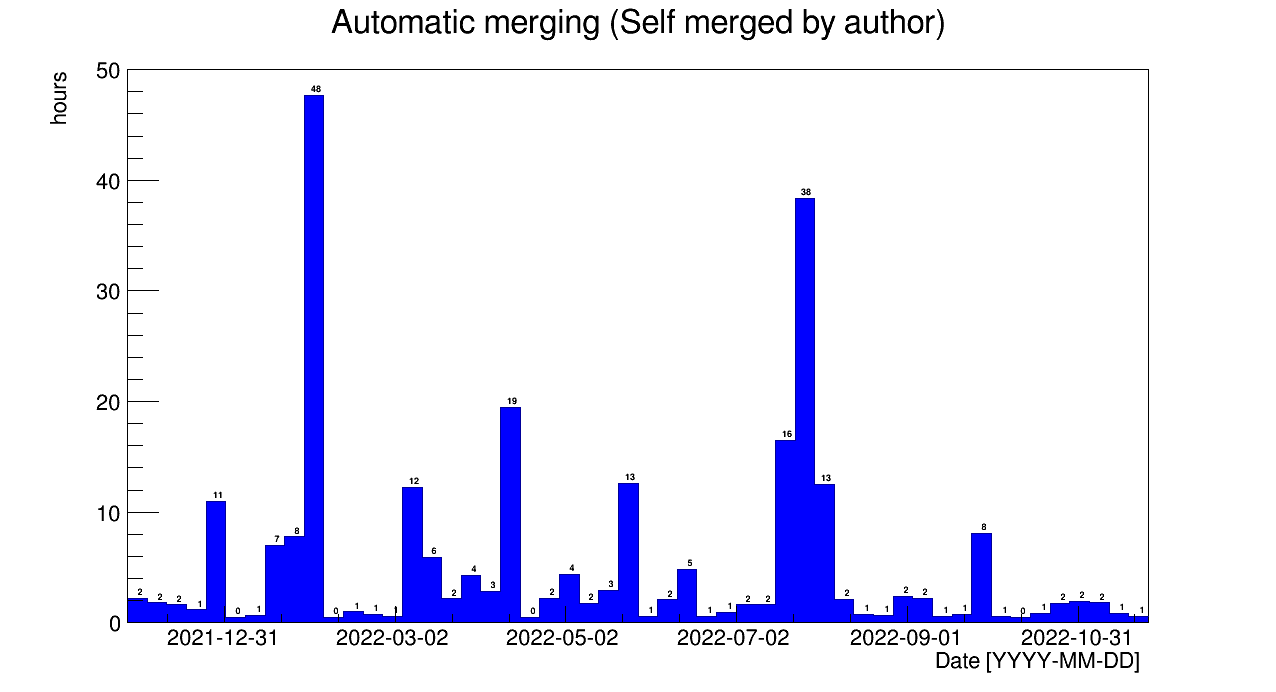 Automatic merging (Self merged by author)
hours
50
40
30
20
10
0
2 2 2 1 11 0 1 7 8 48 0 1 1 1 12 6 2 4 3 19 0 2 4 2 3 13 1 2 5 1 1 2 2 16 38 13 2 1 1 2 2 1 1 8 1 0 1 2 2 2 1 1
2021-12-31 2022-03-02 2022-05-02 2022-07-02 2022-09-01 2022-10-31
Date [YYYY-MM-DD]